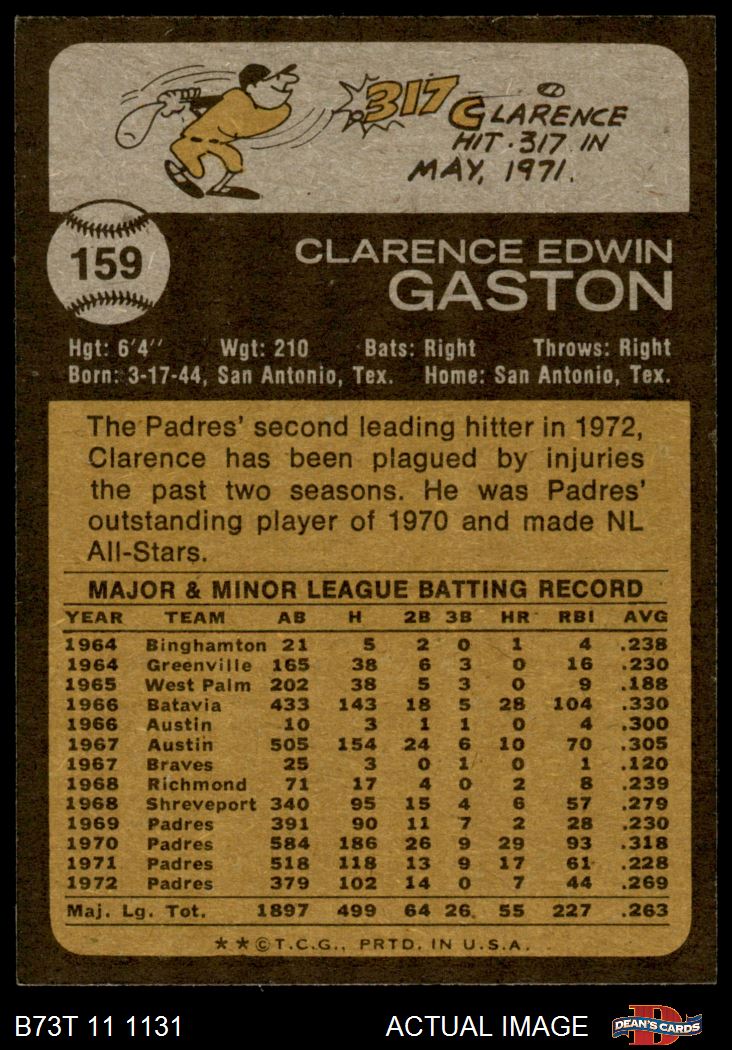 .317 CLARENCE
HIT .317 IN
MAY, 1971.
159
CLARENCE EDWIN
GASTON
Hgt: 6'4" Wgt: 210 Bats: Right Throws: Right
Born: 3-17-44, San Antonio, Tex. Home: San Antonio, Tex.
The Padres' second leading hitter in 1972,
Clarence has been plagued by injuries
the past two seasons. He was Padres'
outstanding player of 1970 and made NL
All-Stars.
MAJOR & MINOR LEAGUE BATTING RECORD
YEAR TEAM AB H 2B 3B HR RBI AVG
1964 Binghamton 21 5 2 0 1 4 .238
1964 Greenville 165 38 6 3 0 16 .230
1965 West Palm 202 38 5 3 0 9 .188
1966 Batavia 433 143 18 5 28 104 .330
1966 Austin 10 3 1 1 0 4 .300
1967 Austin 505 154 24 6 10 70 .305
1967 Braves 25 3 0 1 0 1 .120
1968 Richmond 71 17 4 0 2 8 .239
1968 Shreveport 340 95 15 4 6 57 .279
1969 Padres 391 90 11 7 2 28 .230
1970 Padres 584 186 26 9 29 93 .318
1971 Padres 518 118 13 9 17 61 .228
1972 Padres 379 102 14 0 7 44 .269
Maj. Lg. Tot. 1897 499 64 26 55 227 .263
★★©T.C.G., PRTD. IN U.S.A.
B73T 11 1131 ACTUAL IMAGE D DEAN'S CARDS